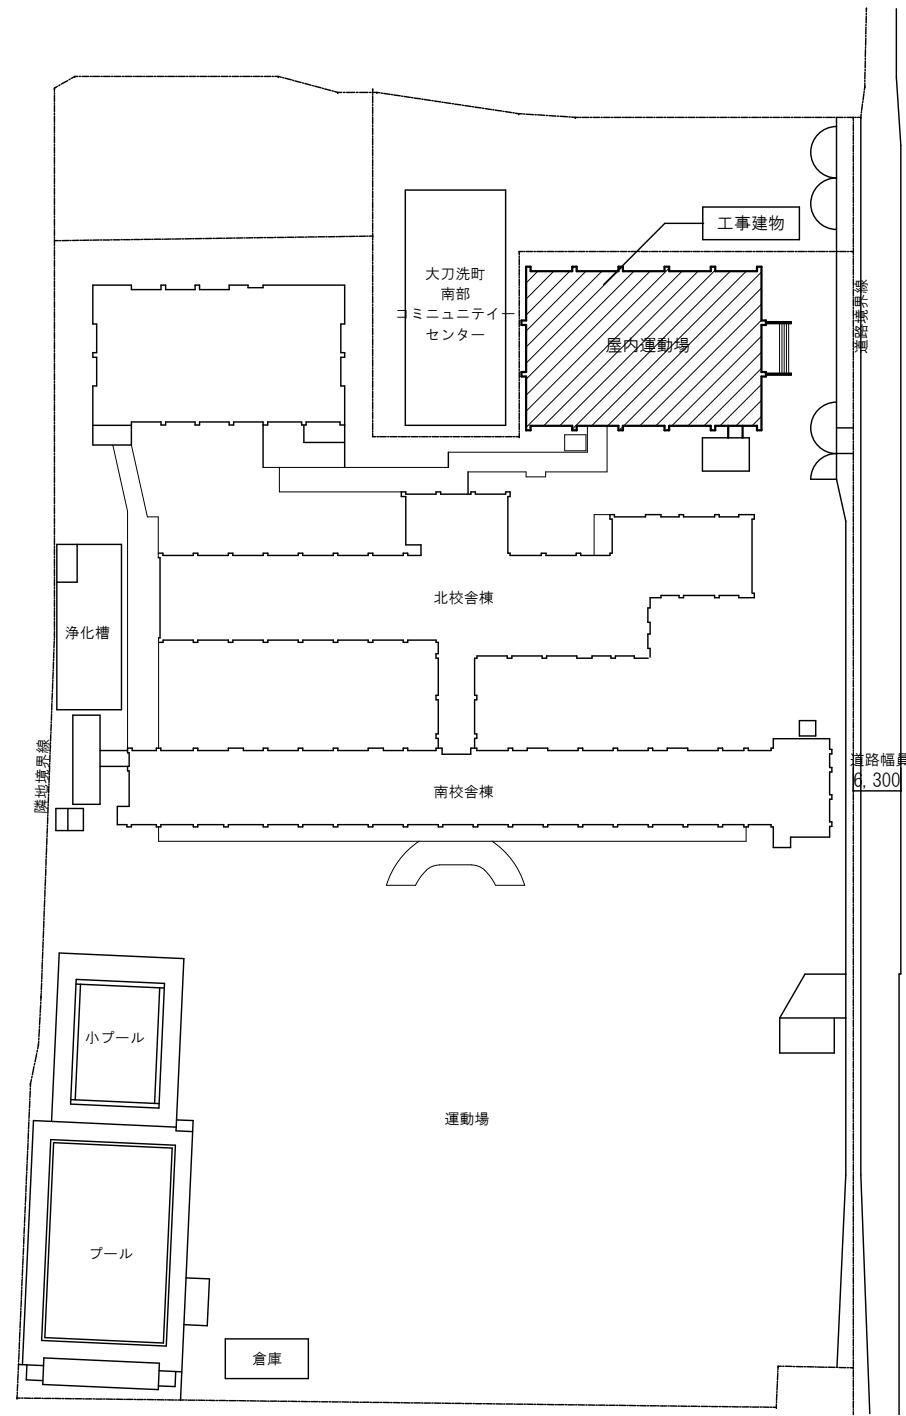 工事建物
大刀洗町
南部
コミニュニテイー
センター
道路境界線
屋内運動場
北校舎棟
浄化槽
隣地境界線
道路幅員
6,300
南校舎棟
小プール
運動場
プール
倉庫